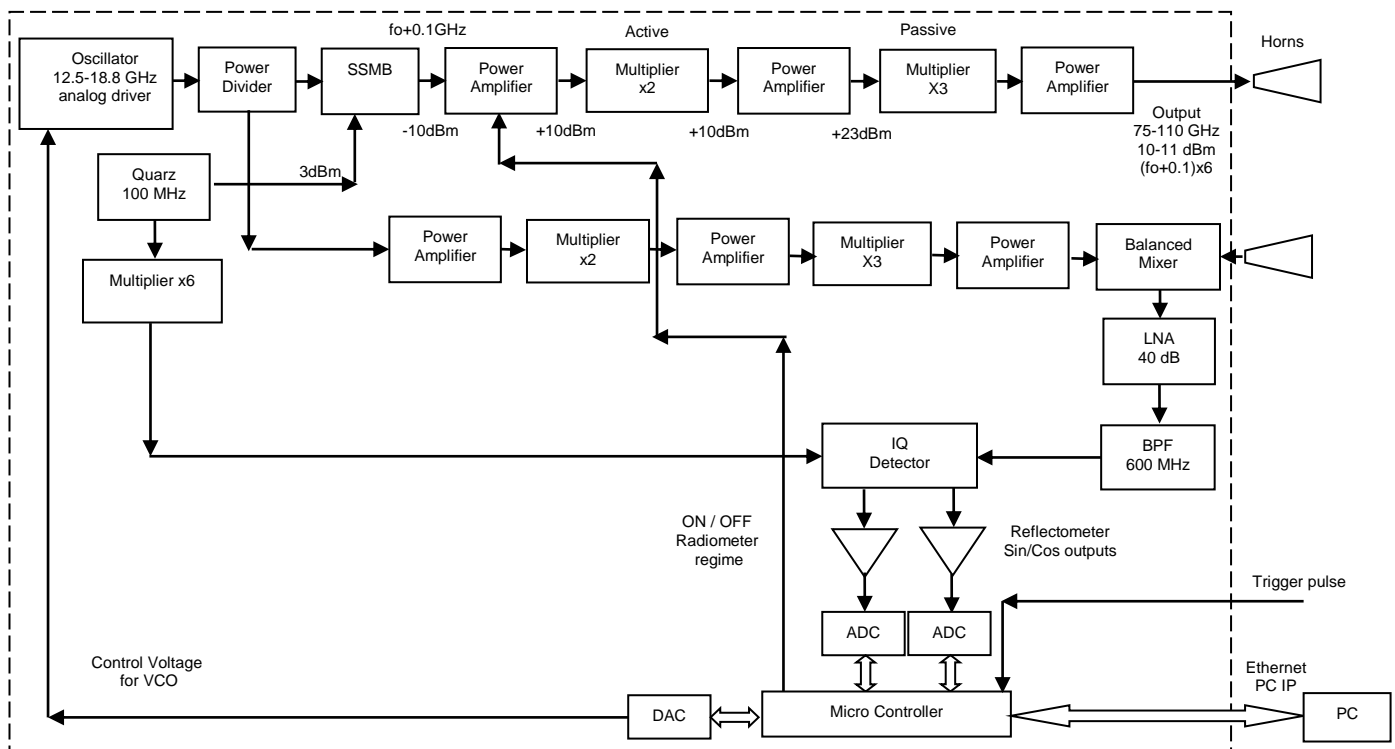 fo+0.1GHz
Active
Passive
Horns
Oscillator
12.5-18.8 GHz
analog driver
Power
Divider
SSMB
Power
Amplifier
Multiplier
x2
Power
Amplifier
Multiplier
X3
Power
Amplifier
-10dBm
+10dBm
+10dBm
+23dBm
Output
75-110 GHz
10-11 dBm
(fo+0.1)x6
Quarz
100 MHz
3dBm
Power
Amplifier
Multiplier
x2
Power
Amplifier
Multiplier
X3
Power
Amplifier
Balanced
Mixer
Multiplier x6
LNA
40 dB
IQ
Detector
BPF
600 MHz
ON / OFF
Radiometer
regime
Reflectometer
Sin/Cos outputs
Trigger pulse
ADC
ADC
Control Voltage
for VCO
Ethernet
PC IP
DAC
Micro Controller
PC